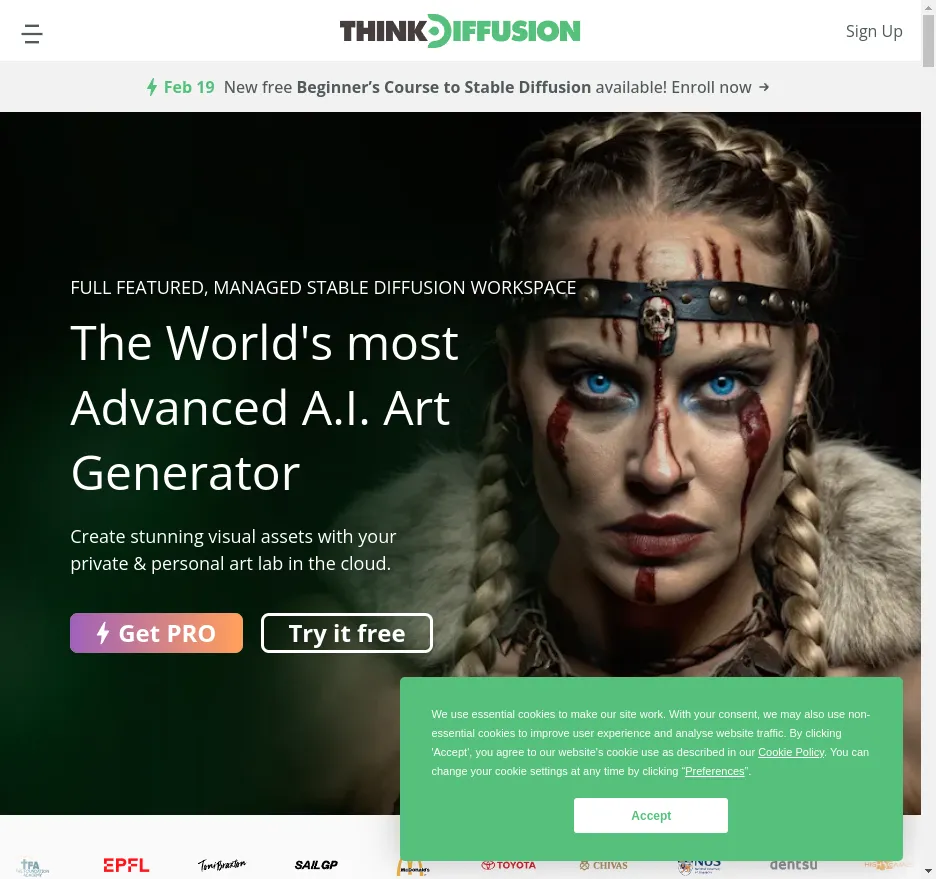 THINKDIFFUSION
Sign Up
Feb 19 New free Beginner’s Course to Stable Diffusion available! Enroll now →
FULL FEATURED, MANAGED STABLE DIFFUSION WORKSPACE
The World's most
Advanced A.I. Art
Generator
Create stunning visual assets with your
private & personal art lab in the cloud.
Get PRO
Try it free
We use essential cookies to make our site work. With your consent, we may also use non-
essential cookies to improve user experience and analyse website traffic. By clicking
'Accept', you agree to our website's cookie use as described in our Cookie Policy. You can
change your cookie settings at any time by clicking “Preferences”.
Accept
TFA EPFL Toni Braxton SAILGP McDonald's TOYOTA CHIVAS NUS dentsu